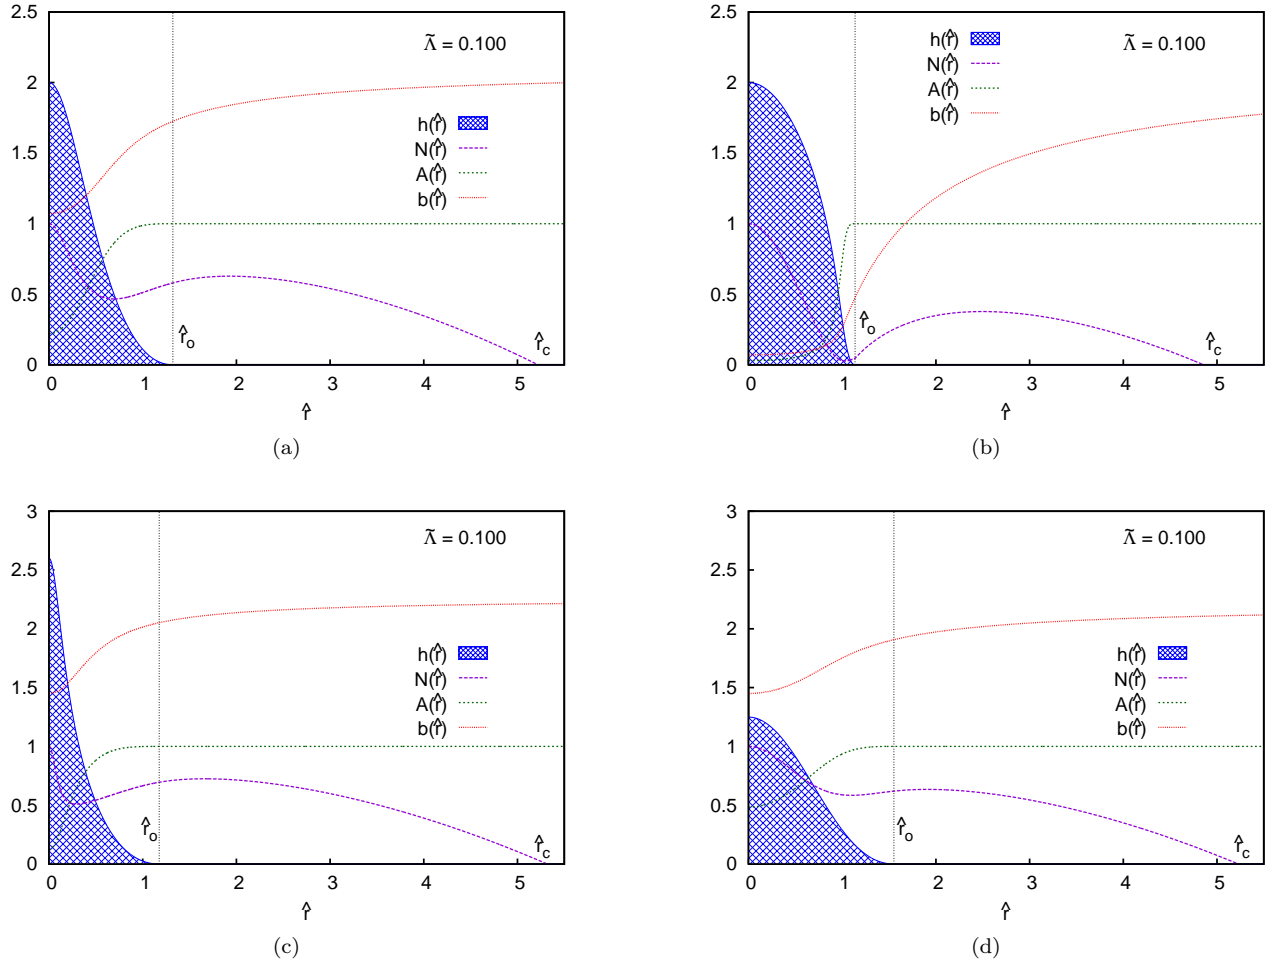 2.5
2
1.5
1
0.5
0
Λ̃ = 0.100
h(r̂)
N(r̂)
A(r̂)
b(r̂)
r̂o
r̂c
0 1 2 3 4 5
r̂
(a)
2.5
2
1.5
1
0.5
0
Λ̃ = 0.100
h(r̂)
N(r̂)
A(r̂)
b(r̂)
r̂o
r̂c
0 1 2 3 4 5
r̂
(b)
3
2.5
2
1.5
1
0.5
0
Λ̃ = 0.100
h(r̂)
N(r̂)
A(r̂)
b(r̂)
r̂o
r̂c
0 1 2 3 4 5
r̂
(c)
3
2.5
2
1.5
1
0.5
0
Λ̃ = 0.100
h(r̂)
N(r̂)
A(r̂)
b(r̂)
r̂o
r̂c
0 1 2 3 4 5
r̂
(d)